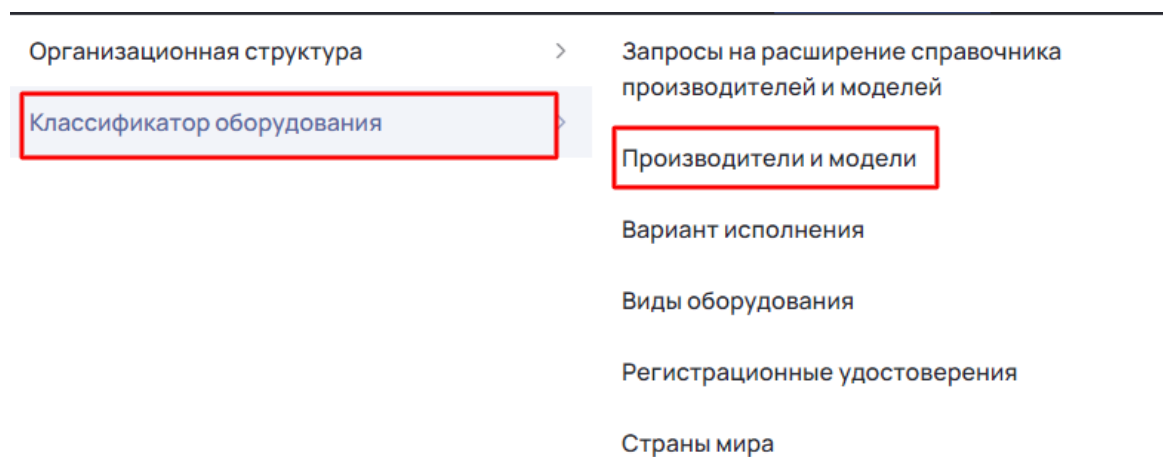 Организационная структура
Классификатор оборудования
Запросы на расширение справочника
производителей и моделей
Производители и модели
Вариант исполнения
Виды оборудования
Регистрационные удостоверения
Страны мира